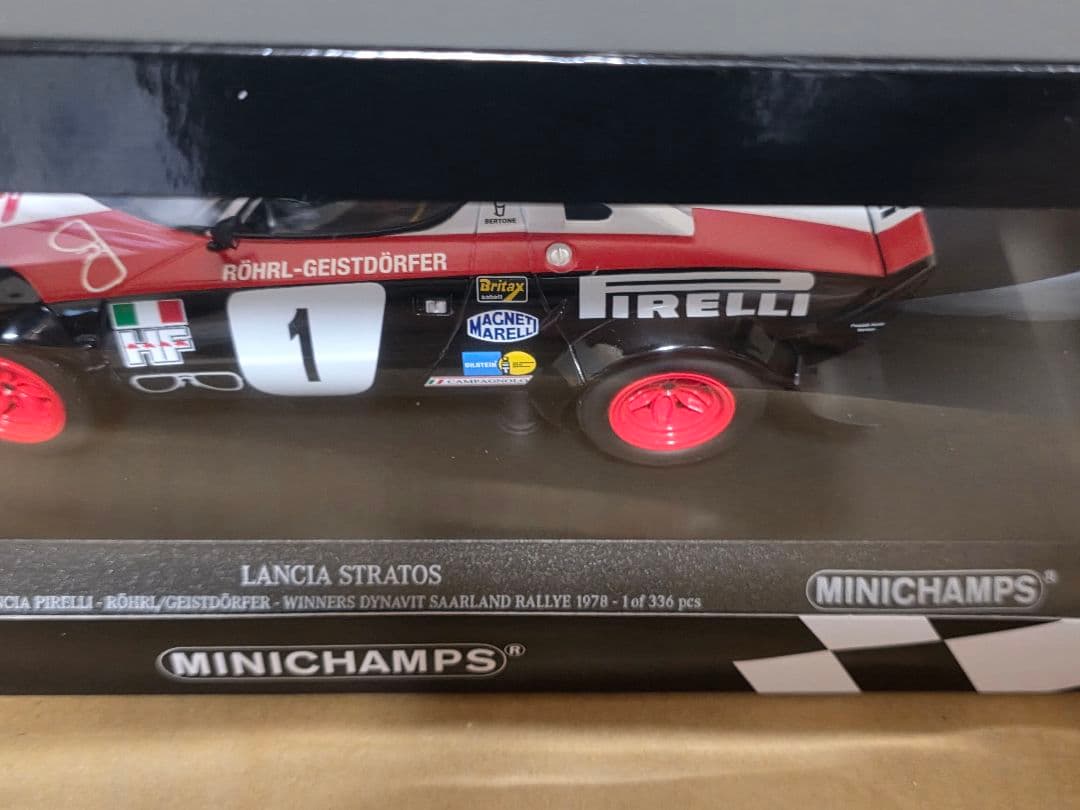 BERTONE
RÖHRL-GEISTDÖRFER
Britax
PIRELLI
HF
1
MAGNETI
MARELLI
BILSTEIN
CAMPAGNOLO
LANCIA STRATOS
NCIA PIRELLI - RÖHRL/GEISTDÖRFER - WINNERS DYNAVIT SAARLAND RALLYE 1978 - 1 of 336 pcs
MINICHAMPS®
MINICHAMPS®